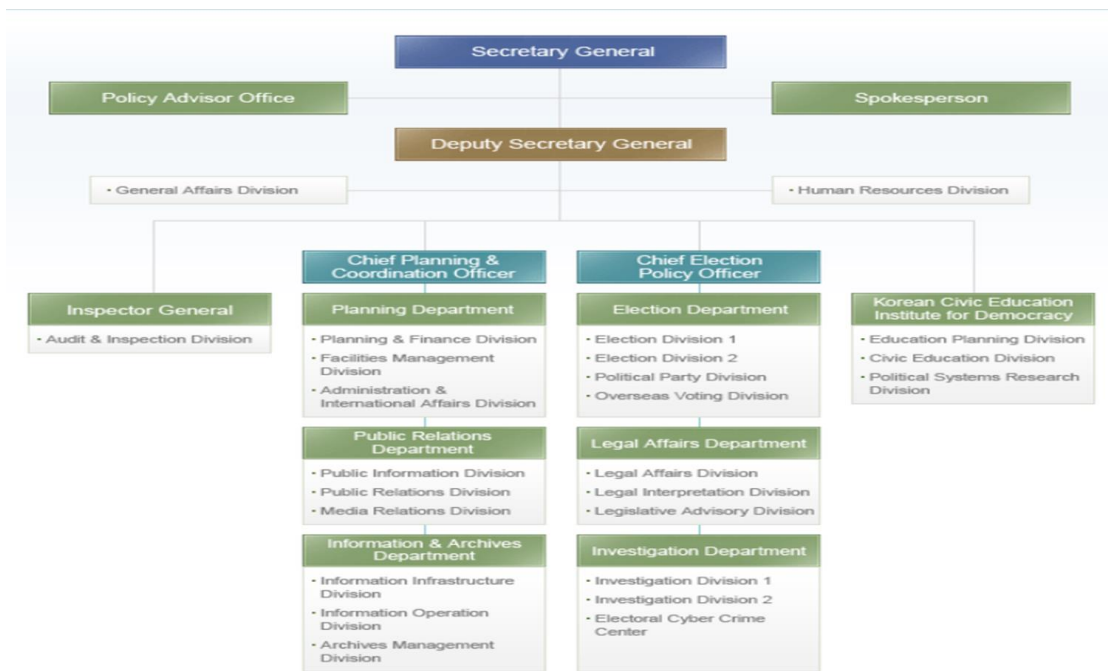 Secretary General
Policy Advisor Office
Spokesperson
Deputy Secretary General
· General Affairs Division
· Human Resources Division
Chief Planning &
Coordination Officer
Chief Election
Policy Officer
Inspector General
· Audit & Inspection Division
Planning Department
· Planning & Finance Division
· Facilities Management
Division
· Administration &
International Affairs Division
Election Department
· Election Division 1
· Election Division 2
· Political Party Division
· Overseas Voting Division
Korean Civic Education
Institute for Democracy
· Education Planning Division
· Civic Education Division
· Political Systems Research
Division
Public Relations
Department
· Public Information Division
· Public Relations Division
· Media Relations Division
Legal Affairs Department
· Legal Affairs Division
· Legal Interpretation Division
· Legislative Advisory Division
Information & Archives
Department
· Information Infrastructure
Division
· Information Operation
Division
· Archives Management
Division
Investigation Department
· Investigation Division 1
· Investigation Division 2
· Electoral Cyber Crime
Center